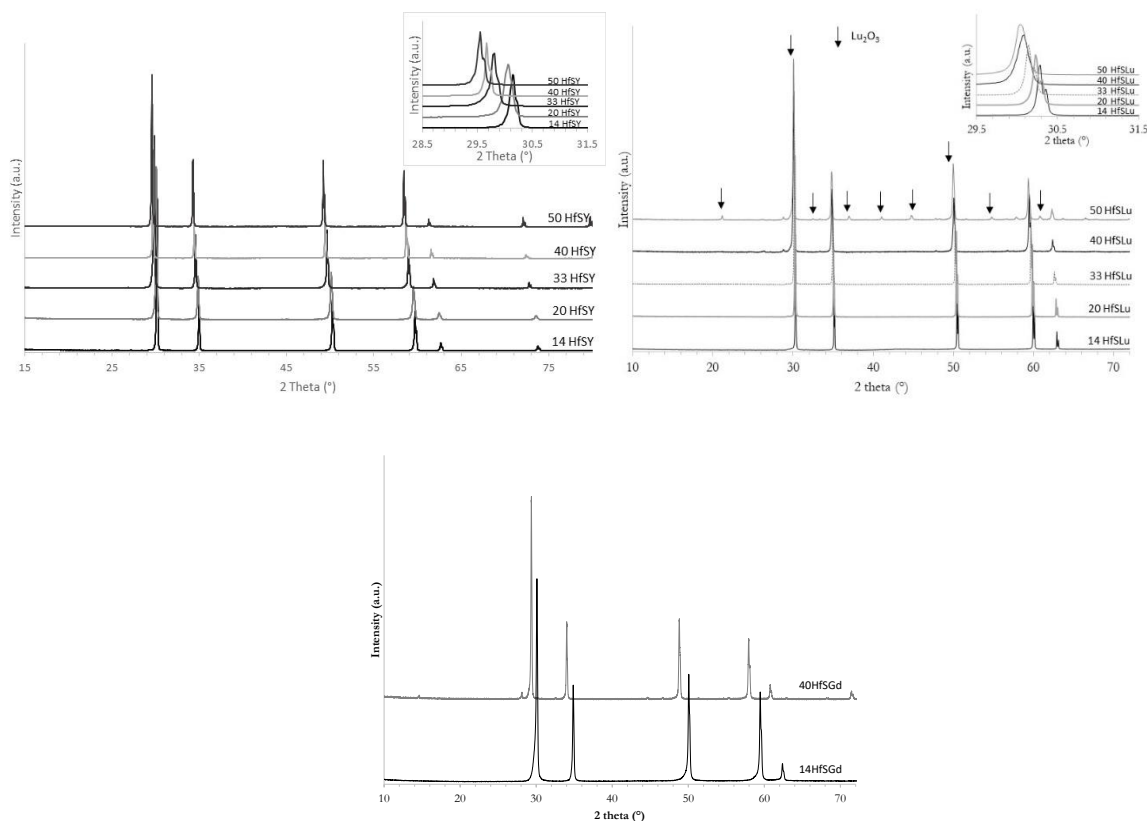 Intensity (a.u.)
50 HfSY
40 HfSY
33 HfSY
20 HfSY
14 HfSY
28.5 29.5 30.5 31.5
2 Theta (°)
Intensity (a.u.)
50 HfSY
40 HfSY
33 HfSY
20 HfSY
14 HfSY
15 25 35 45 55 65 75
2 Theta (°)
Lu2O3
Intensity (a.u.)
50 HfSLu
40 HfSLu
33 HfSLu
20 HfSLu
14 HfSLu
29.5 30.5 31.5
2 theta (°)
Intensity (a.u.)
50 HfSLu
40 HfSLu
33 HfSLu
20 HfSLu
14 HfSLu
10 20 30 40 50 60 70
2 theta (°)
Intensity (a.u.)
40HfSGd
14HfSGd
10 20 30 40 50 60 70
2 theta (°)